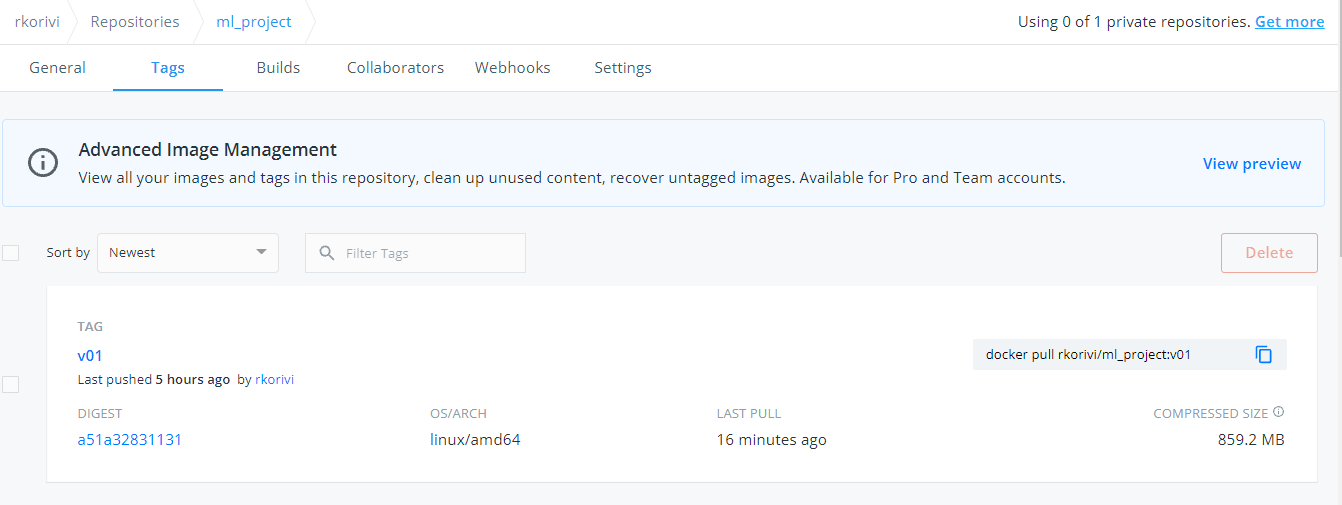 rkorivi Repositories ml_project Using 0 of 1 private repositories. Get more
General Tags Builds Collaborators Webhooks Settings
Advanced Image Management
View all your images and tags in this repository, clean up unused content, recover untagged images. Available for Pro and Team accounts.
View preview
Sort by Newest Filter Tags Delete
TAG
v01
docker pull rkorivi/ml_project:v01
Last pushed 5 hours ago by rkorivi
DIGEST OS/ARCH LAST PULL COMPRESSED SIZE
a51a32831131 linux/amd64 16 minutes ago 859.2 MB